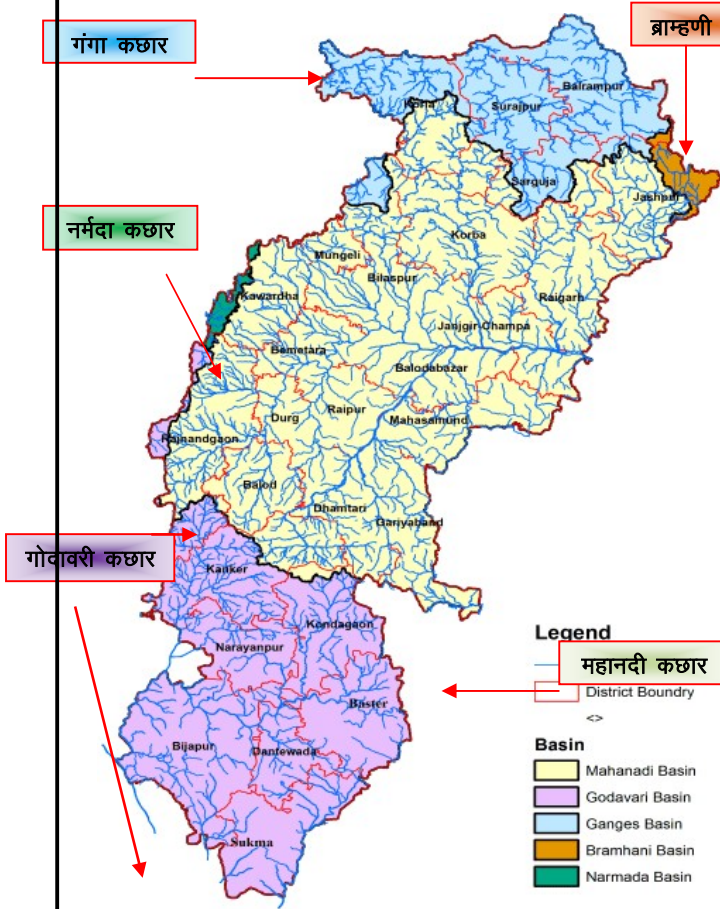 ब्राम्हणी
गंगा कछार
Balrampur
Surajpur
Koria
Sarguja
Jashpur
नर्मदा कछार
Korba
Mungeli
Bilaspur
Kawardha
Raigarh
Janjgir-Champa
Bemetara
Balodabazar
Durg
Raipur
Mahasamund
Rajnandgaon
Balod
Dhamtari
Gariyaband
गोदावरी कछार
Kanker
Kondagaon
Narayanpur
Baster
Bijapur
Dantewada
Sukma
Legend
महानदी कछार
District Boundry
<>
Basin
Mahanadi Basin
Godavari Basin
Ganges Basin
Bramhani Basin
Narmada Basin